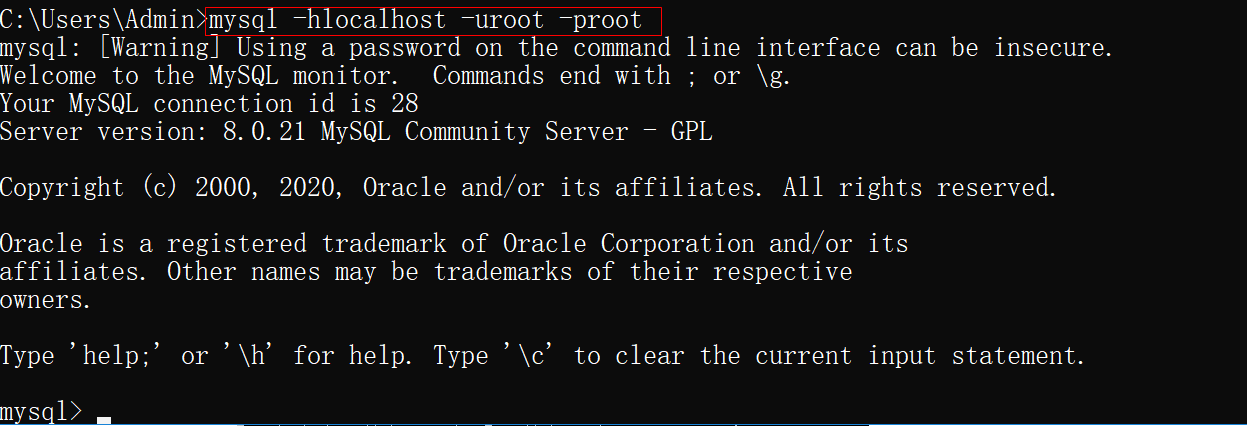 C:\Users\Admin>mysql -hlocalhost -uroot -proot
mysql: [Warning] Using a password on the command line interface can be insecure.
Welcome to the MySQL monitor.  Commands end with ; or \g.
Your MySQL connection id is 28
Server version: 8.0.21 MySQL Community Server - GPL

Copyright (c) 2000, 2020, Oracle and/or its affiliates. All rights reserved.

Oracle is a registered trademark of Oracle Corporation and/or its
affiliates. Other names may be trademarks of their respective
owners.

Type 'help;' or '\h' for help. Type '\c' to clear the current input statement.

mysql>